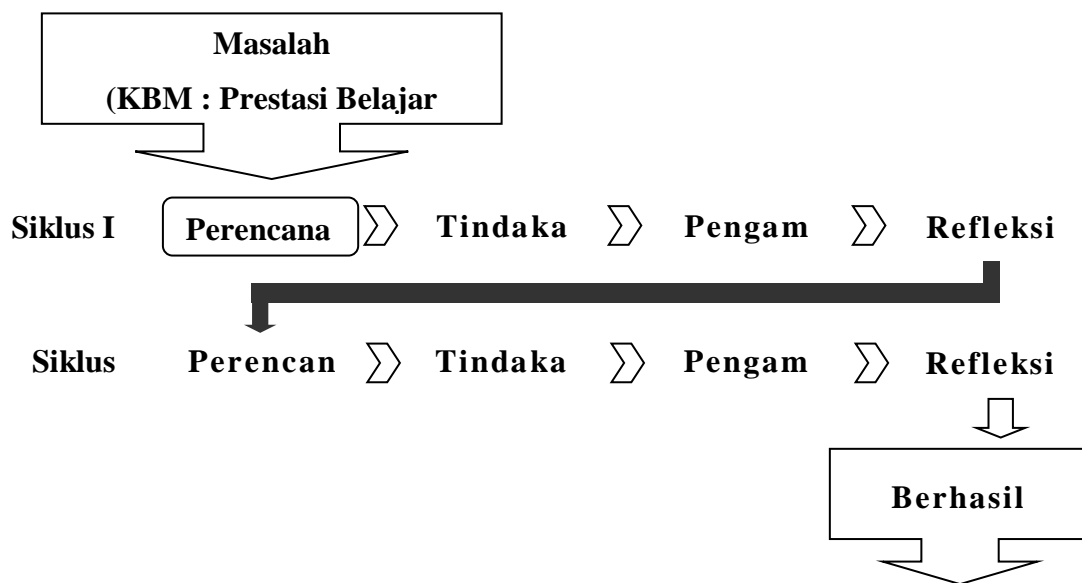 Masalah
(KBM : Prestasi Belajar
Siklus I Perencana Tindaka Pengam Refleksi
Siklus Perencan Tindaka Pengam Refleksi
Berhasil